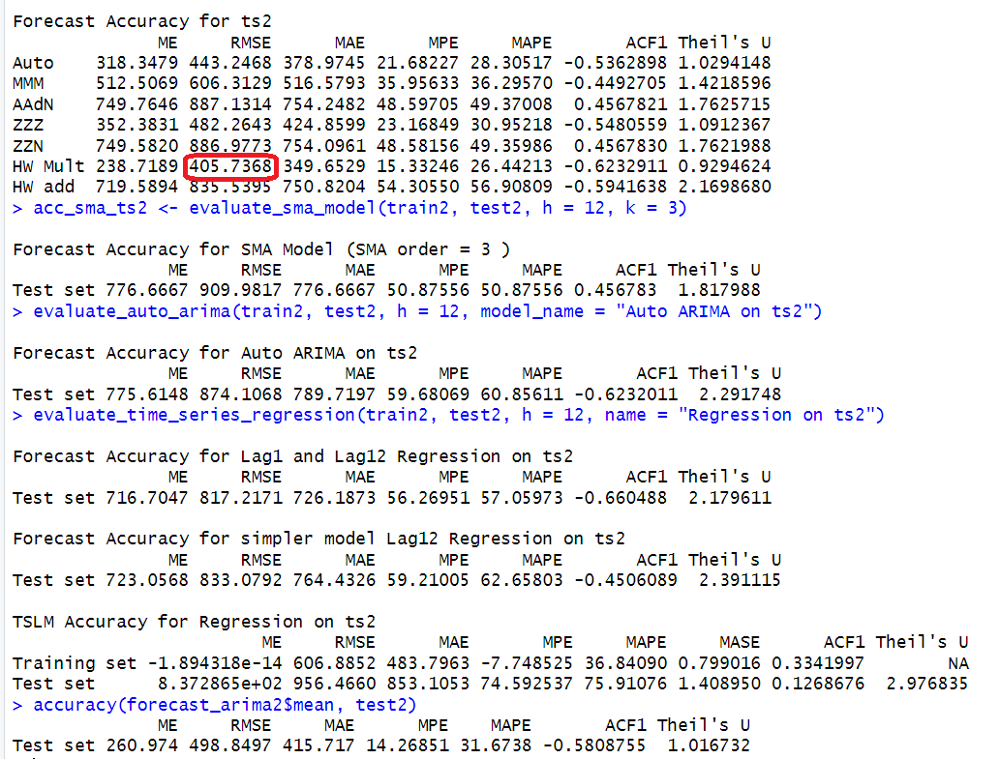 Forecast Accuracy for ts2
ME RMSE MAE MPE MAPE ACF1 Theil's U
Auto 318.3479 443.2468 378.9745 21.68227 28.30517 -0.5362898 1.0294148
MMM 512.5069 606.3129 516.5793 35.95633 36.29570 -0.4492705 1.4218596
AAdN 749.7646 887.1314 754.2482 48.59705 49.37008 0.4567821 1.7625715
ZZZ 352.3831 482.2643 424.8599 23.16849 30.95218 -0.5480559 1.0912367
ZZN 749.5820 886.9773 754.0961 48.58156 49.35986 0.4567830 1.7621988
HW Mult 238.7189 405.7368 349.6529 15.33246 26.44213 -0.6232911 0.9294624
HW add 719.5894 835.5395 750.8204 54.30550 56.90809 -0.5941638 2.1698680
> acc_sma_ts2 <- evaluate_sma_model(train2, test2, h = 12, k = 3)
Forecast Accuracy for SMA Model (SMA order = 3 )
ME RMSE MAE MPE MAPE ACF1 Theil's U
Test set 776.6667 909.9817 776.6667 50.87556 50.87556 0.456783 1.817988
> evaluate_auto_arima(train2, test2, h = 12, model_name = "Auto ARIMA on ts2")
Forecast Accuracy for Auto ARIMA on ts2
ME RMSE MAE MPE MAPE ACF1 Theil's U
Test set 775.6148 874.1068 789.7197 59.68069 60.85611 -0.6232011 2.291748
> evaluate_time_series_regression(train2, test2, h = 12, name = "Regression on ts2")
Forecast Accuracy for Lag1 and Lag12 Regression on ts2
ME RMSE MAE MPE MAPE ACF1 Theil's U
Test set 716.7047 817.2171 726.1873 56.26951 57.05973 -0.660488 2.179611
Forecast Accuracy for simpler model Lag12 Regression on ts2
ME RMSE MAE MPE MAPE ACF1 Theil's U
Test set 723.0568 833.0792 764.4326 59.21005 62.65803 -0.4506089 2.391115
TSLM Accuracy for Regression on ts2
ME RMSE MAE MPE MAPE MASE ACF1 Theil's U
Training set -1.894318e-14 606.8852 483.7963 -7.748525 36.84090 0.799016 0.3341997 NA
Test set 8.372865e+02 956.4660 853.1053 74.592537 75.91076 1.408950 0.1268676 2.976835
> accuracy(forecast_arima2$mean, test2)
ME RMSE MAE MPE MAPE ACF1 Theil's U
Test set 260.974 498.8497 415.717 14.26851 31.6738 -0.5808755 1.016732